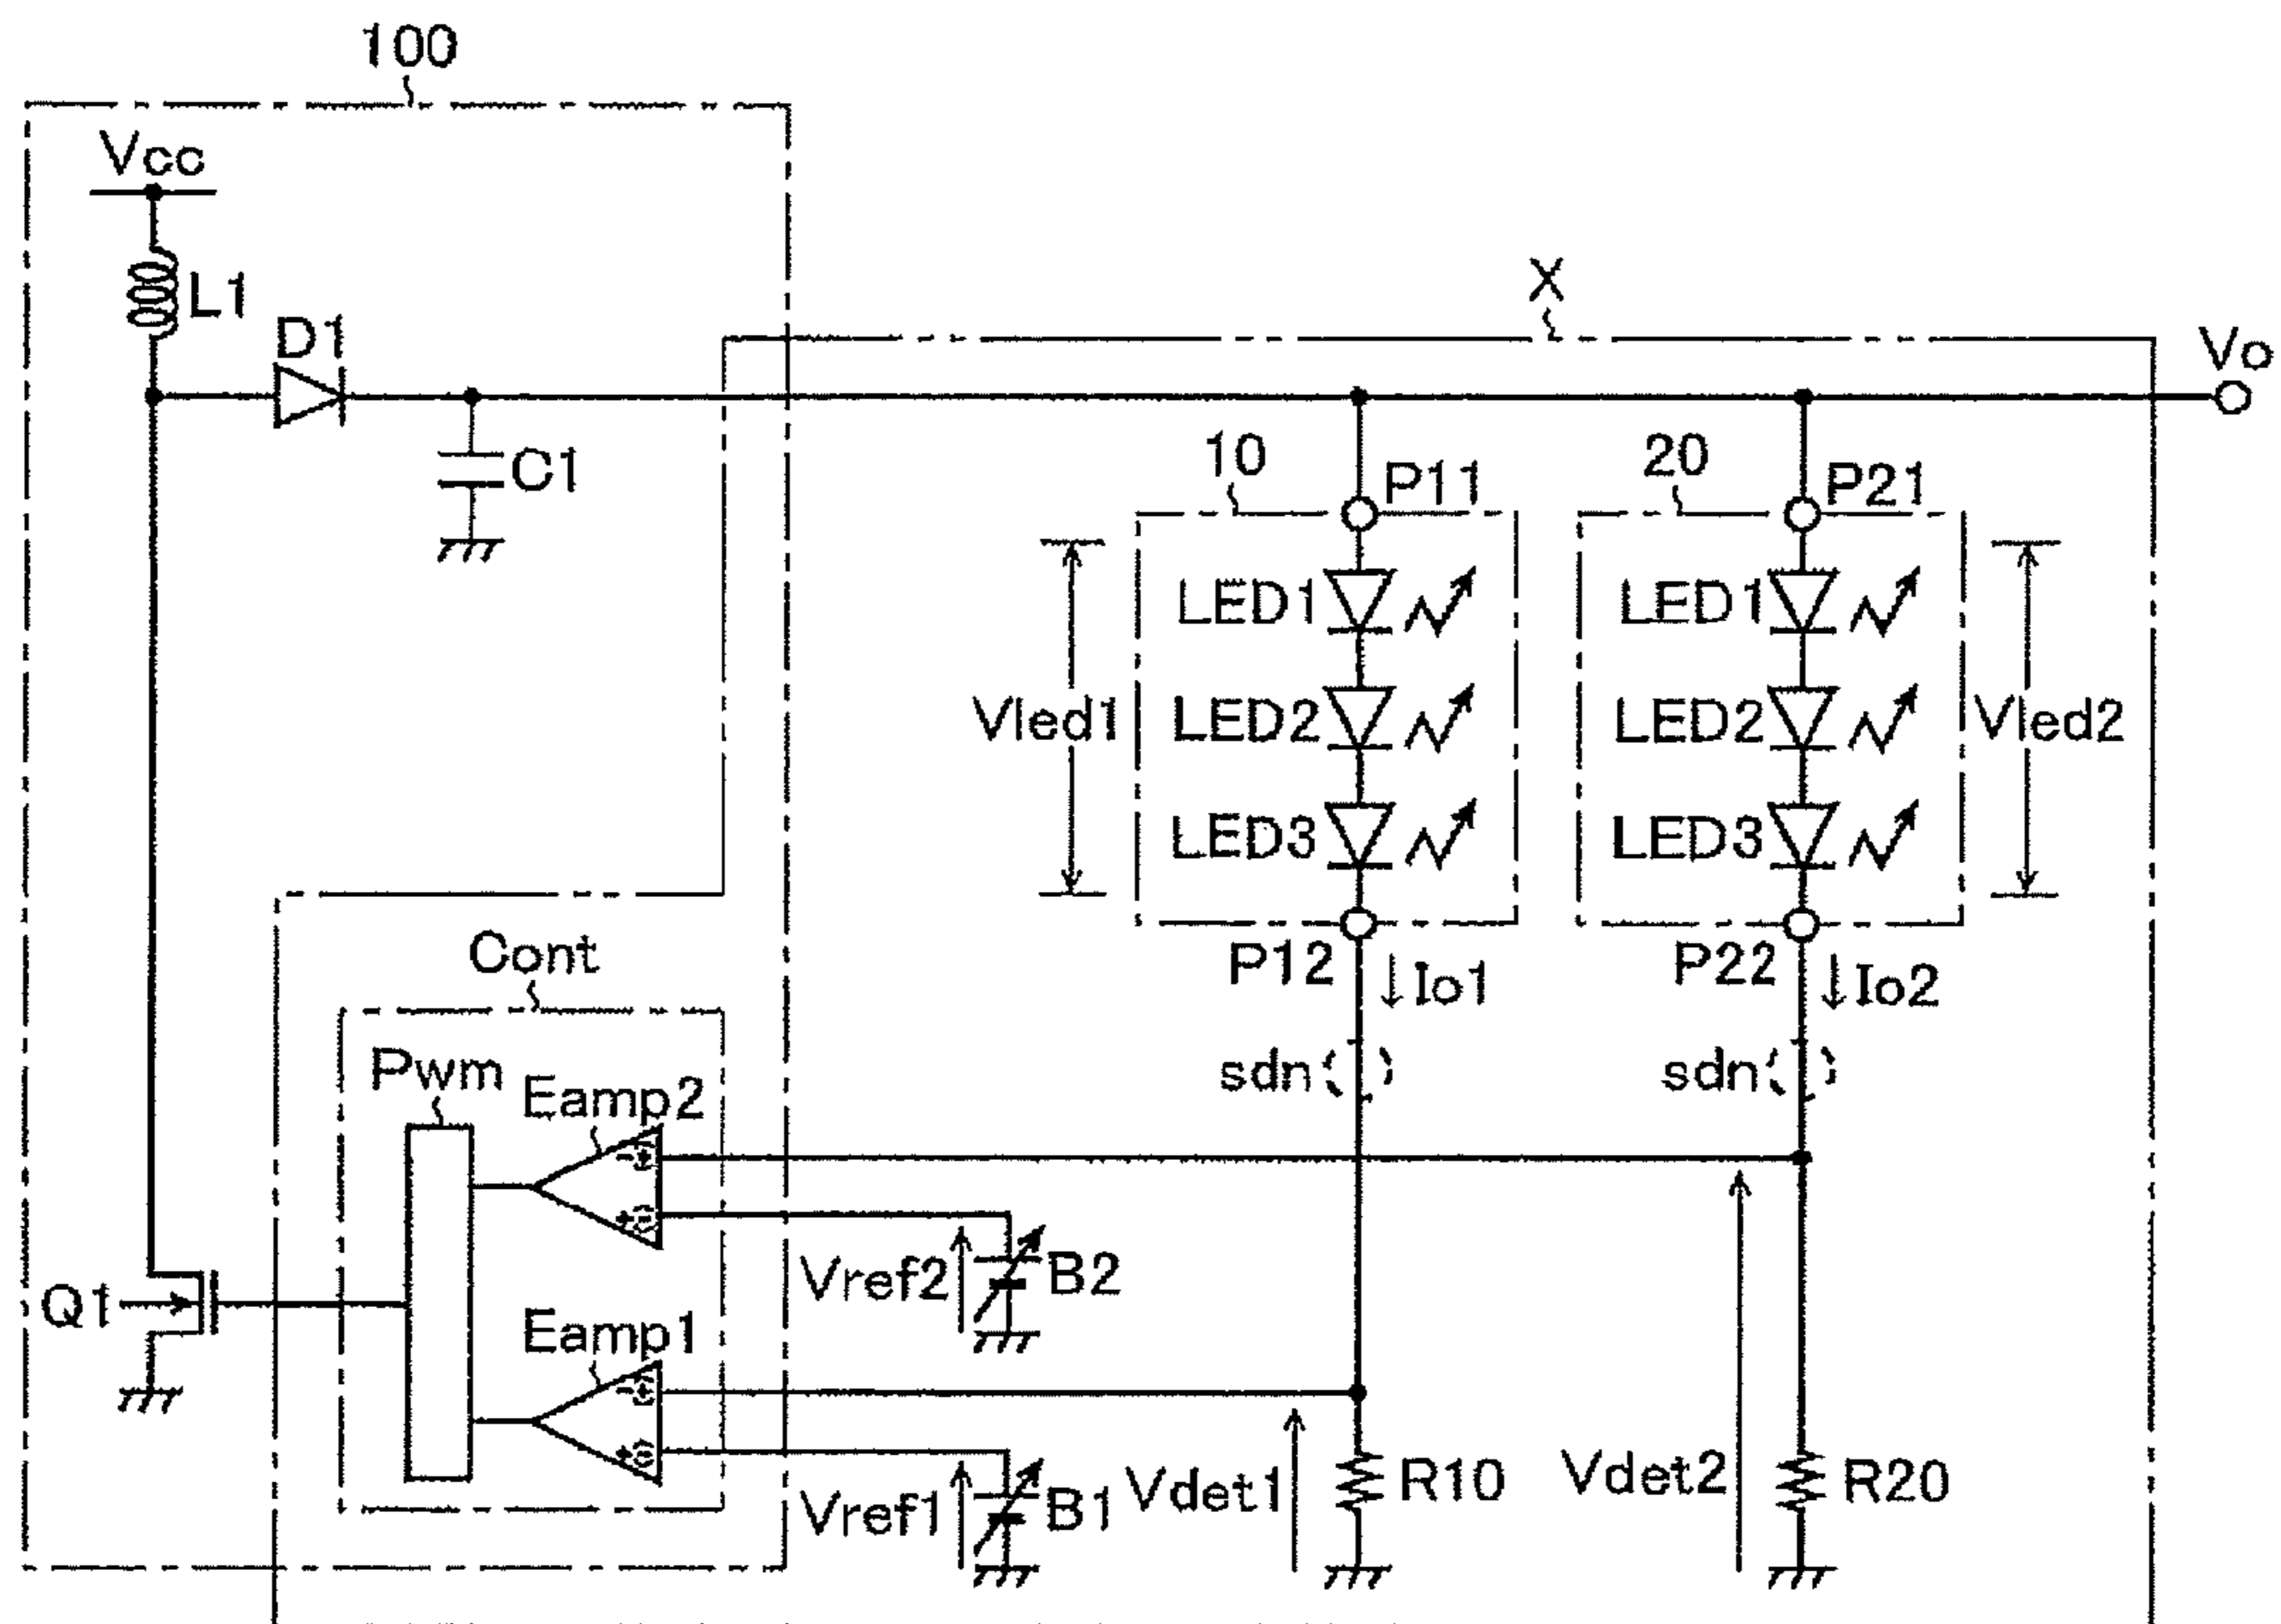 100
Vcc
L1
D1
C1
X
Vo
10
P11
20
P21
LED1
LED1
Vled1
LED2
LED2
Vled2
LED3
LED3
P12
Io1
P22
Io2
Cont
sdn
sdn
Pwm
Eamp2
- (+)
+ (-)
Vref2
B2
Q1
Eamp1
- (+)
+ (-)
Vref1
B1
Vdet1
R10
Vdet2
R20